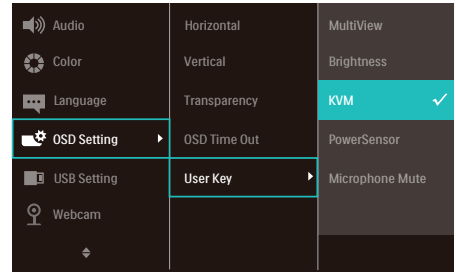 Audio
Color
Language
OSD Setting
USB Setting
Webcam
Horizontal
Vertical
Transparency
OSD Time Out
User Key
MultiView
Brightness
KVM
PowerSensor
Microphone Mute